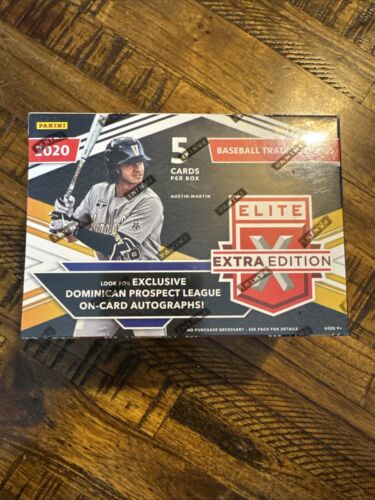 PANINI
2020
5
CARDS
PER BOX
BASEBALL TRADING CARDS
AUSTIN MARTIN
ELITE
X
EXTRA EDITION
LOOK FOR EXCLUSIVE
DOMINICAN PROSPECT LEAGUE
ON-CARD AUTOGRAPHS!
NO PURCHASE NECESSARY - SEE PACK FOR DETAILS
AGES 9+